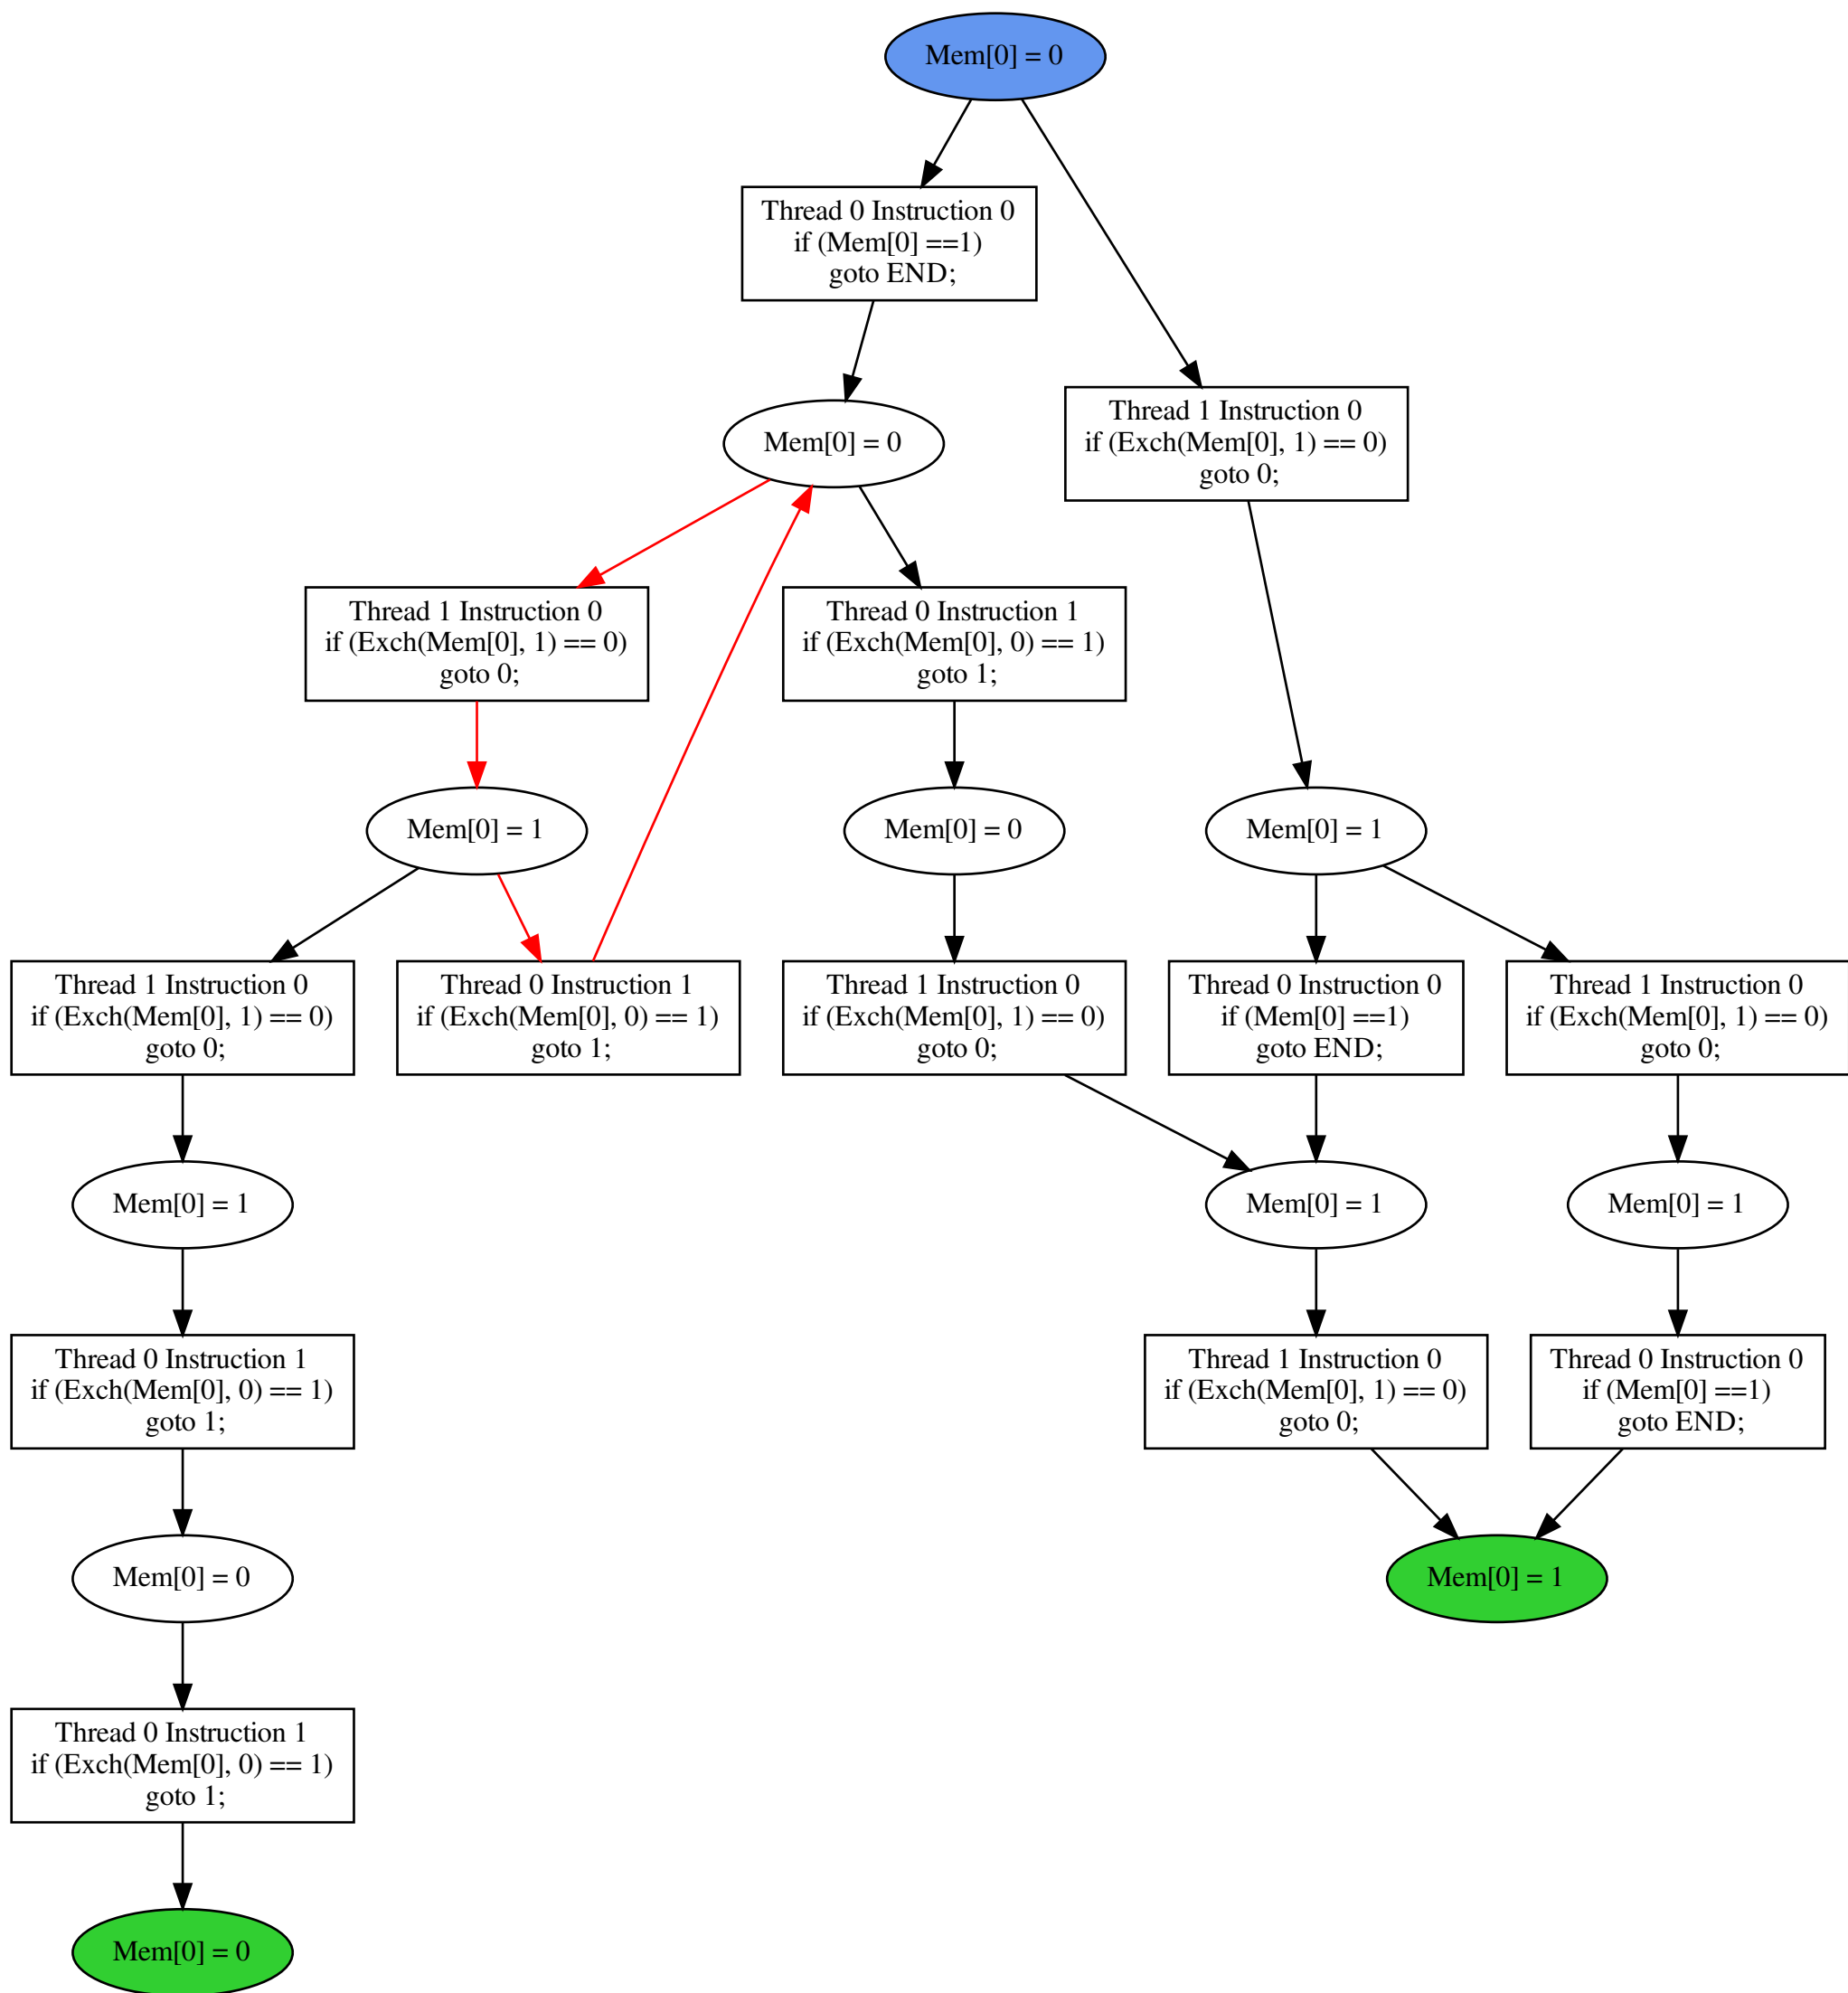 Mem[0] = 0
Thread 0 Instruction 0
if (Mem[0] ==1)
goto END;
Mem[0] = 0
Thread 1 Instruction 0
if (Exch(Mem[0], 1) == 0)
goto 0;
Thread 1 Instruction 0
if (Exch(Mem[0], 1) == 0)
goto 0;
Thread 0 Instruction 1
if (Exch(Mem[0], 0) == 1)
goto 1;
Mem[0] = 1
Mem[0] = 0
Mem[0] = 1
Thread 1 Instruction 0
if (Exch(Mem[0], 1) == 0)
goto 0;
Thread 0 Instruction 1
if (Exch(Mem[0], 0) == 1)
goto 1;
Thread 1 Instruction 0
if (Exch(Mem[0], 1) == 0)
goto 0;
Thread 0 Instruction 0
if (Mem[0] ==1)
goto END;
Thread 1 Instruction 0
if (Exch(Mem[0], 1) == 0)
goto 0;
Mem[0] = 1
Mem[0] = 1
Mem[0] = 1
Thread 0 Instruction 1
if (Exch(Mem[0], 0) == 1)
goto 1;
Thread 1 Instruction 0
if (Exch(Mem[0], 1) == 0)
goto 0;
Thread 0 Instruction 0
if (Mem[0] ==1)
goto END;
Mem[0] = 0
Mem[0] = 1
Thread 0 Instruction 1
if (Exch(Mem[0], 0) == 1)
goto 1;
Mem[0] = 0